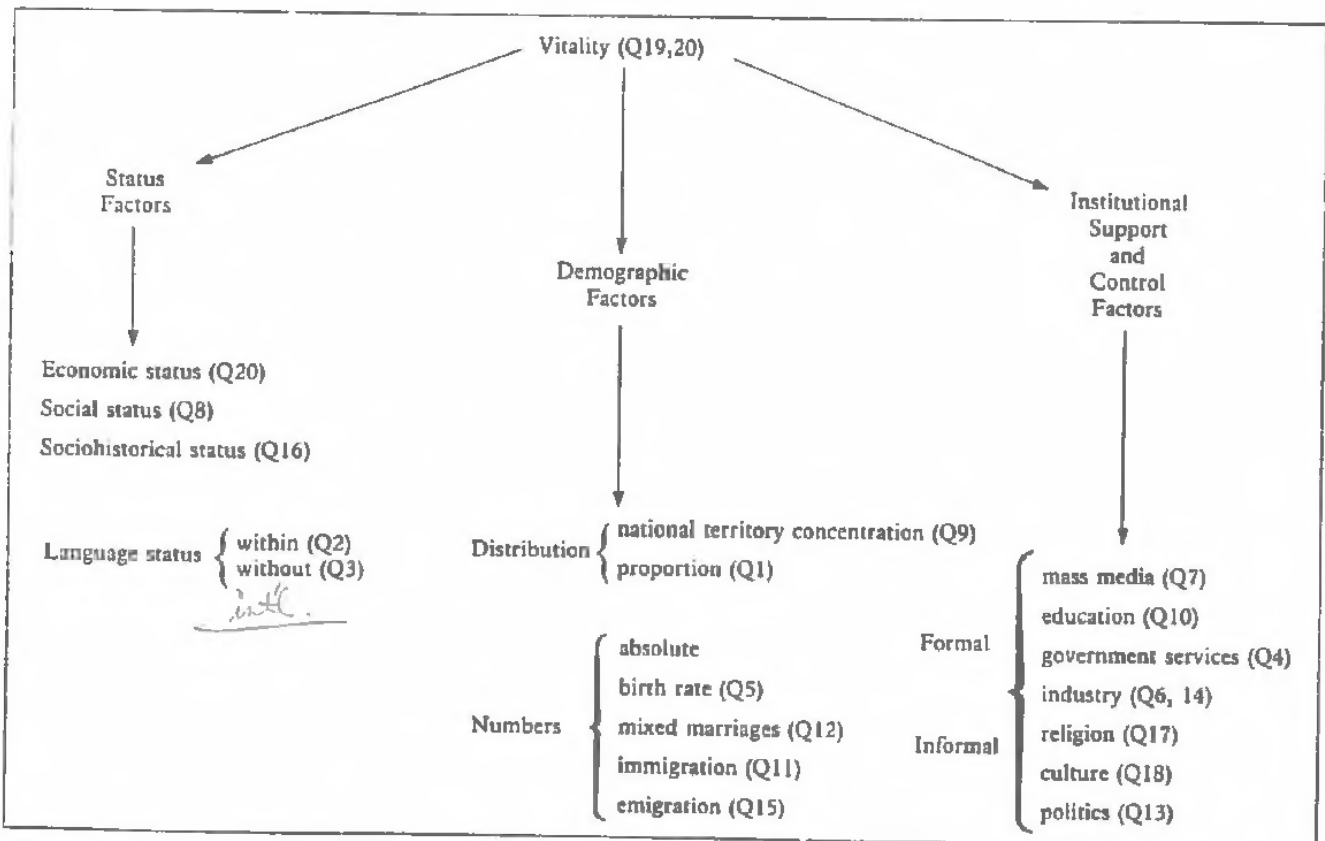 Vitality (Q19,20)
Status
Factors
Economic status (Q20)
Social status (Q8)
Sociohistorical status (Q16)
Language status
within (Q2)
without (Q3)
int'l.
Demographic
Factors
Distribution
national territory concentration (Q9)
proportion (Q1)
Numbers
absolute
birth rate (Q5)
mixed marriages (Q12)
immigration (Q11)
emigration (Q15)
Institutional
Support
and
Control
Factors
Formal
Informal
mass media (Q7)
education (Q10)
government services (Q4)
industry (Q6, 14)
religion (Q17)
culture (Q18)
politics (Q13)